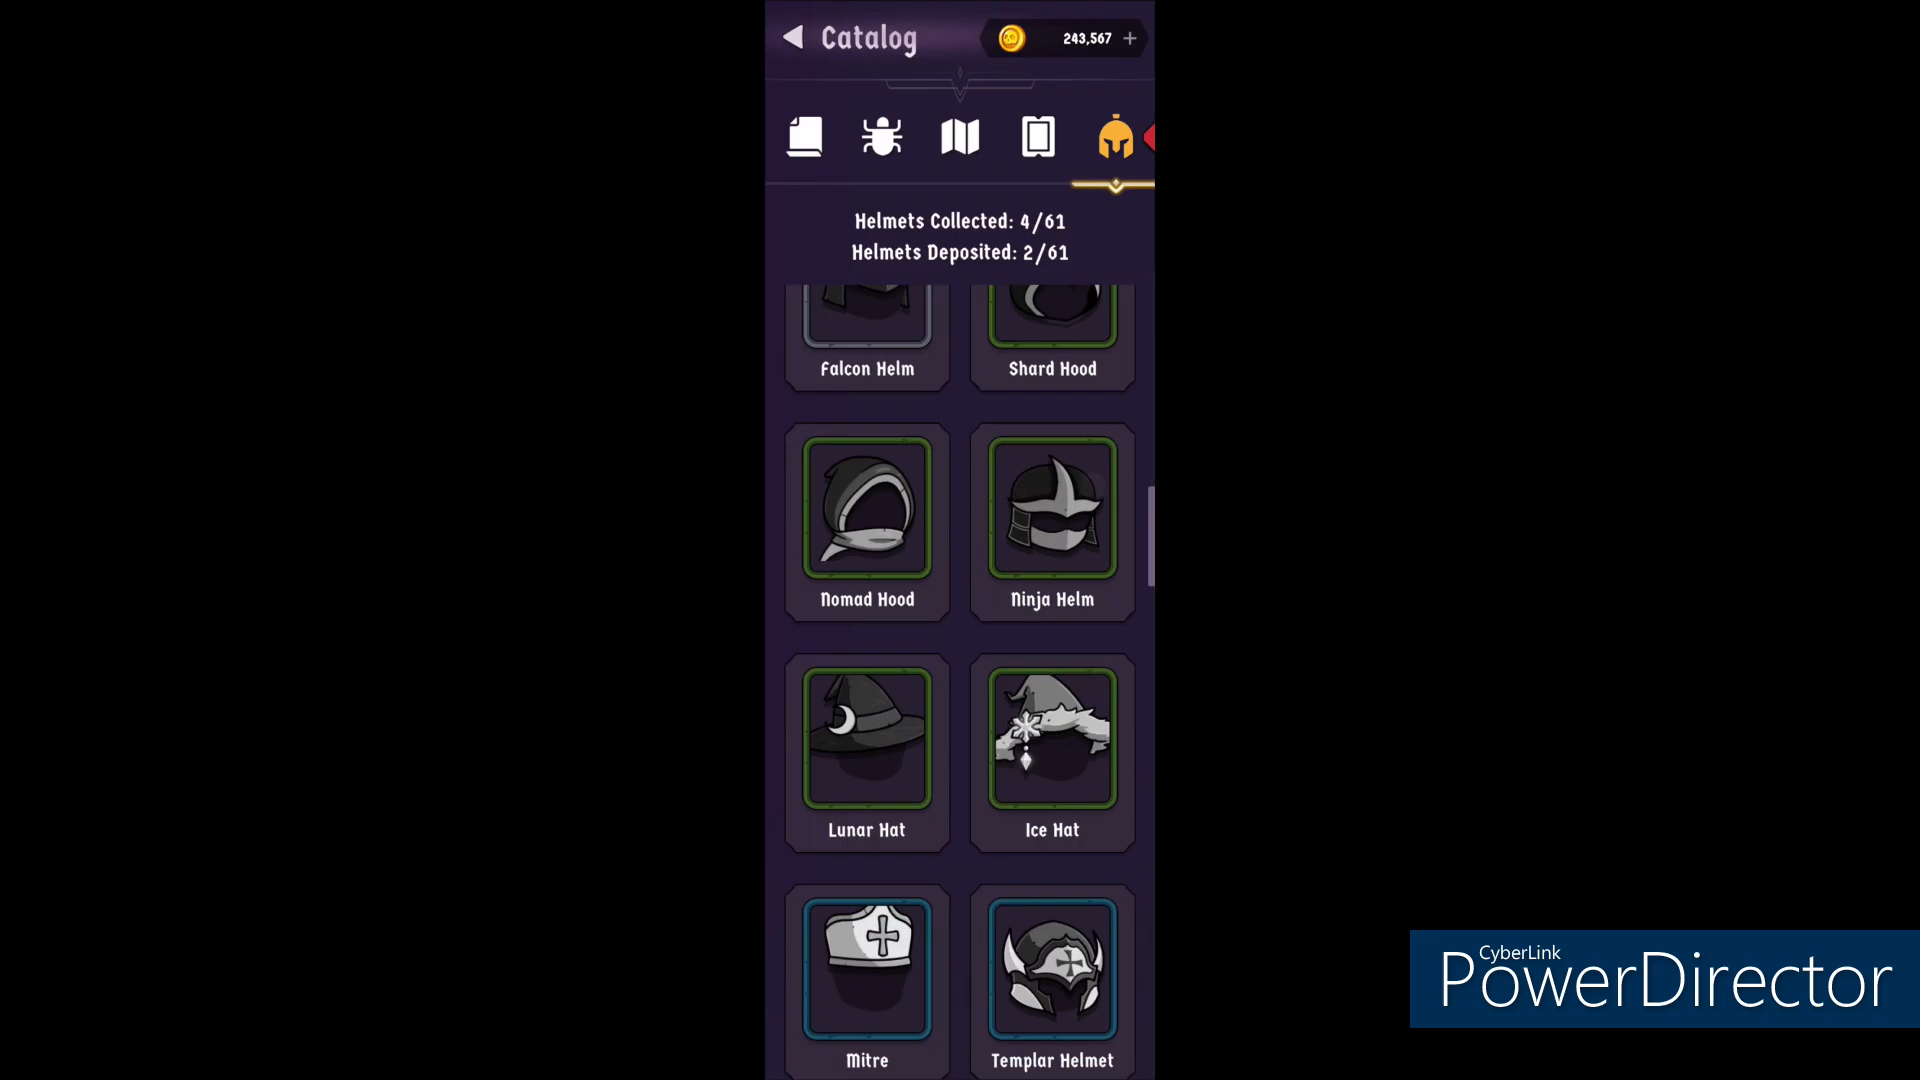 Catalog
243,567
Helmets Collected: 4/61
Helmets Deposited: 2/61
Falcon Helm
Shard Hood
Nomad Hood
Ninja Helm
Lunar Hat
Ice Hat
Mitre
Templar Helmet
CyberLink
PowerDirector